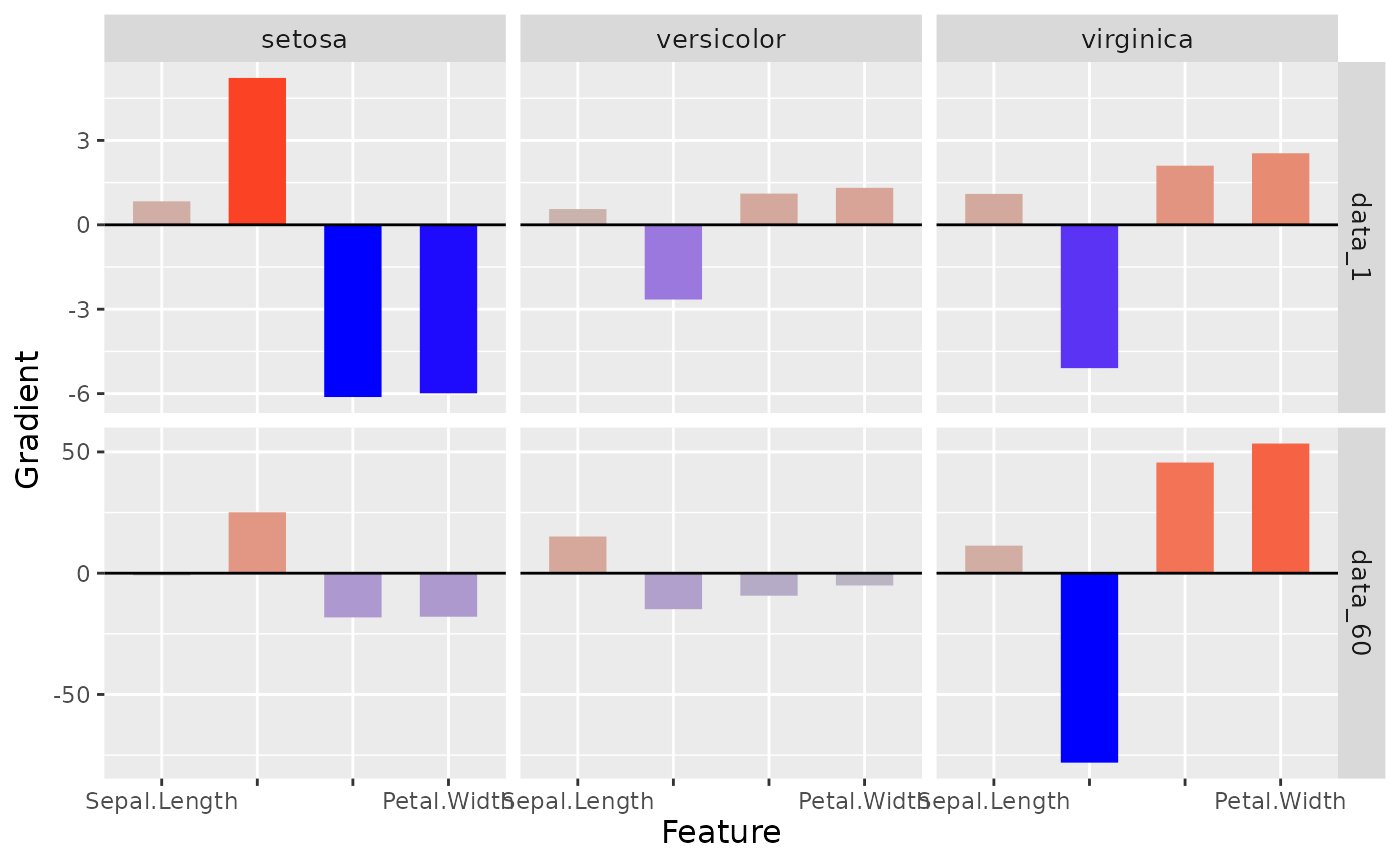 setosa
versicolor
virginica
3
0
-3
-6
data_1
Gradient
50
0
-50
data_60
Sepal.Length
Petal.Width
Sepal.Length
Petal.Width
Sepal.Length
Petal.Width
Feature